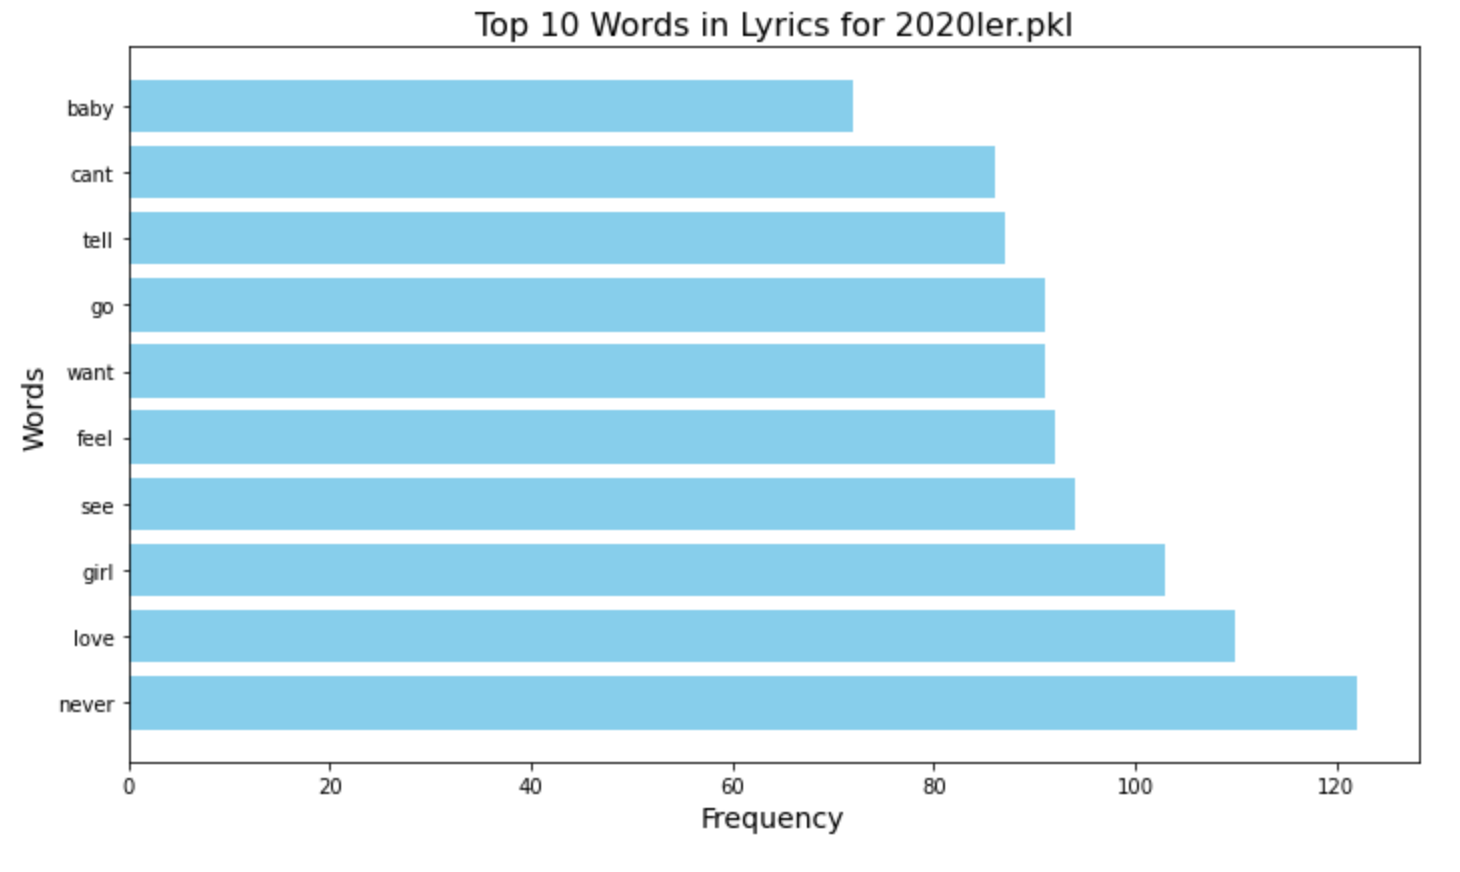 Top 10 Words in Lyrics for 2020ler.pkl
baby
cant
tell
go
want
feel
see
girl
love
never
Words
0 20 40 60 80 100 120
Frequency